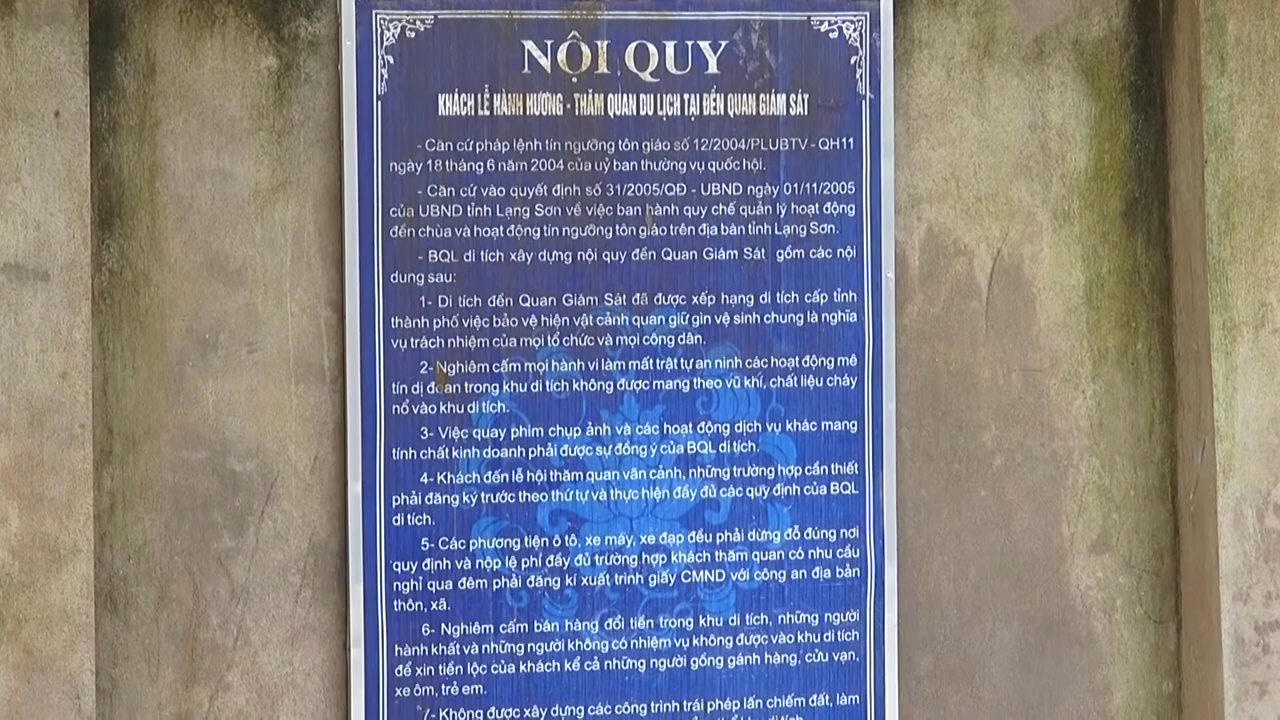 NỘI QUY
KHÁCH LỄ HÀNH HƯƠNG - THĂM QUAN DU LỊCH TẠI ĐỀN QUAN GIÁM SÁT
- Căn cứ pháp lệnh tín ngưỡng tôn giáo số 12/2004/PLUBTV - QH11
ngày 18 tháng 6 năm 2004 của uỷ ban thường vụ quốc hội.
- Căn cứ vào quyết định số 31/2005/QĐ - UBND ngày 01/11/2005
của UBND tỉnh Lạng Sơn về việc ban hành quy chế quản lý hoạt động
đền chùa và hoạt động tín ngưỡng tôn giáo trên địa bàn tỉnh Lạng Sơn.
- BQL di tích xây dựng nội quy đền Quan Giám Sát gồm các nội
dung sau:
1- Di tích đền Quan Giám Sát đã được xếp hạng di tích cấp tỉnh
thành phố việc bảo vệ hiện vật cảnh quan giữ gìn vệ sinh chung là nghĩa
vụ trách nhiệm của mọi tổ chức và mọi công dân.
2- Nghiêm cấm mọi hành vi làm mất trật tự an ninh các hoạt động mê
tín dị đoan trong khu di tích không được mang theo vũ khí, chất liệu cháy
nổ vào khu di tích.
3- Việc quay phim chụp ảnh và các hoạt động dịch vụ khác mang
tính chất kinh doanh phải được sự đồng ý của BQL di tích.
4- Khách đến lễ hội thăm quan vãn cảnh, những trường hợp cần thiết
phải đăng ký trước theo thứ tự và thực hiện đầy đủ các quy định của BQL
di tích.
5- Các phương tiện ô tô, xe máy, xe đạp đều phải dừng đỗ đúng nơi
quy định và nộp lệ phí đầy đủ trường hợp khách thăm quan có nhu cầu
nghỉ qua đêm phải đăng kí xuất trình giấy CMND với công an địa bản
thôn, xã.
6- Nghiêm cấm bán hàng đổi tiền trong khu di tích, những người
hành khất và những người không có nhiệm vụ không được vào khu di tích
để xin tiền lộc của khách kể cả những người gồng gánh hàng, cửu vạn,
xe ôm, trẻ em.
7- Không được xây dựng các công trình trái phép lấn chiếm đất, làm